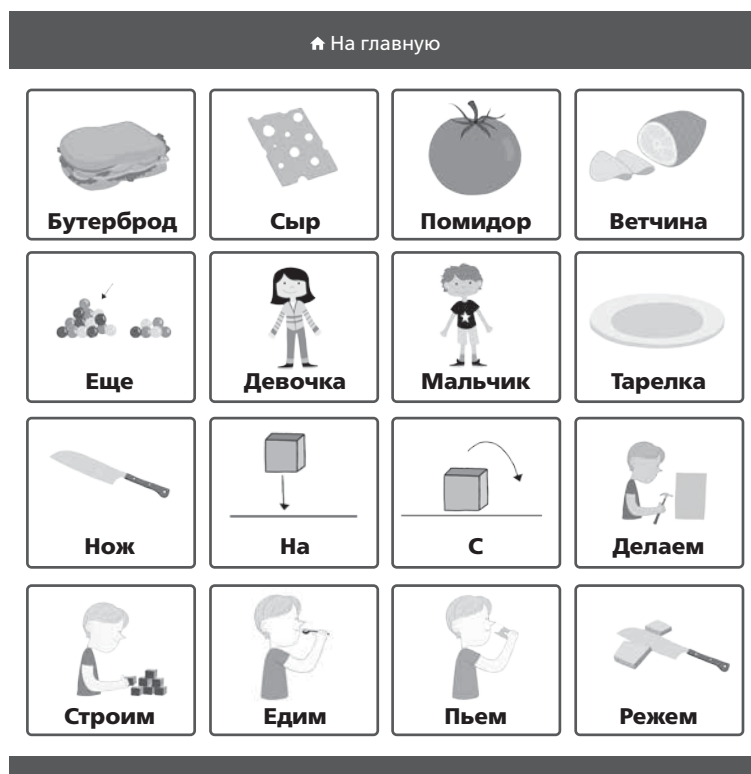 На главную
Бутерброд
Сыр
Помидор
Ветчина
Еще
Девочка
Мальчик
Тарелка
Нож
На
С
Делаем
Строим
Едим
Пьем
Режем